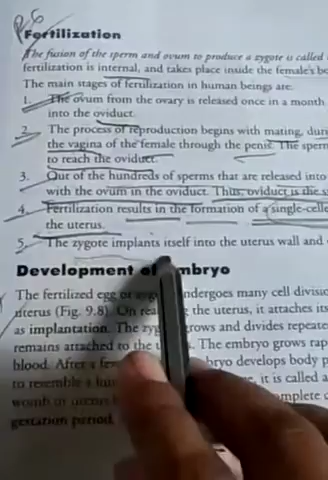 Fertilization
The fusion of the sperm and ovum to produce a zygote is called
fertilization is internal, and takes place inside the female's b
The main stages of fertilization in human beings are.
1. The ovum from the ovary is released once in a month
into the oviduct.
2. The process of reproduction begins with mating, dur
the vagina of the female through the penis. The sperm
to reach the oviduct.
3. Out of the hundreds of sperms that are released into
with the ovum in the oviduct. Thus, oviduct is the s
4. Fertilization results in the formation of a single-celle
the uterus.
5. The zygote implants itself into the uterus wall and
Development of mbryo
The fertilized egg or ndergoes many cell divisio
uterus (Fig. 9.8). On rea the uterus, it attaches its
as implantation. The zyg rows and divides repeate
remains attached to the The embryo grows rap
blood. After a fe bryo develops body p
to resemble a , it is called a
womb or uterus mplete
gestation period.